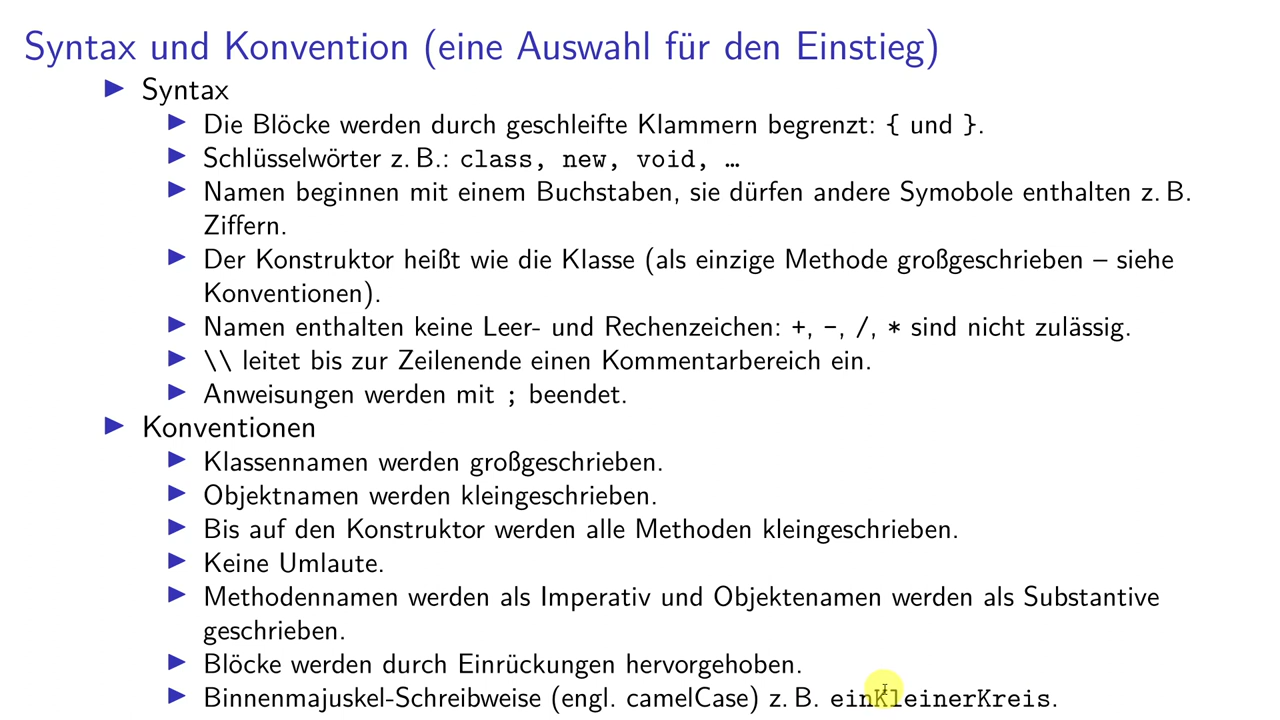 Syntax und Konvention (eine Auswahl für den Einstieg)
Syntax
Die Blöcke werden durch geschleifte Klammern begrenzt: { und }.
Schlüsselwörter z. B.: class, new, void, …
Namen beginnen mit einem Buchstaben, sie dürfen andere Symobole enthalten z. B.
Ziffern.
Der Konstruktor heißt wie die Klasse (als einzige Methode großgeschrieben – siehe
Konventionen).
Namen enthalten keine Leer- und Rechenzeichen: +, -, /, * sind nicht zulässig.
\\ leitet bis zur Zeilenende einen Kommentarbereich ein.
Anweisungen werden mit ; beendet.
Konventionen
Klassennamen werden großgeschrieben.
Objektnamen werden kleingeschrieben.
Bis auf den Konstruktor werden alle Methoden kleingeschrieben.
Keine Umlaute.
Methodennamen werden als Imperativ und Objektenamen werden als Substantive
geschrieben.
Blöcke werden durch Einrückungen hervorgehoben.
Binnenmajuskel-Schreibweise (engl. camelCase) z. B. einKleinerKreis.